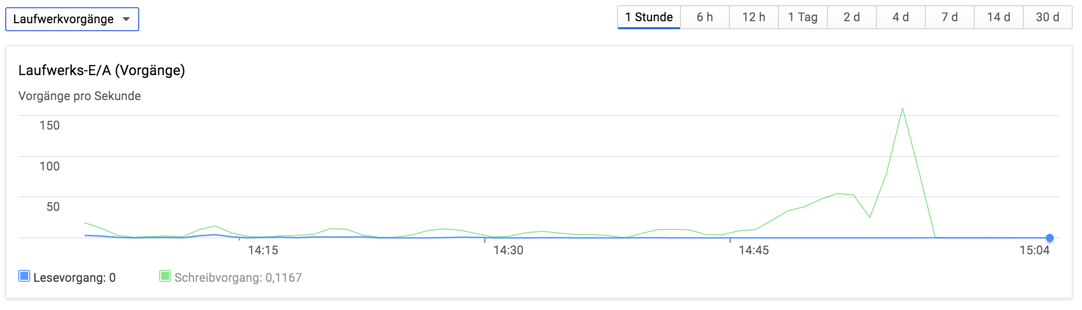 Laufwerkvorgänge
1 Stunde 6 h 12 h 1 Tag 2 d 4 d 7 d 14 d 30 d
Laufwerks-E/A (Vorgänge)
Vorgänge pro Sekunde
150
100
50
14:15 14:30 14:45 15:04
Lesevorgang: 0 Schreibvorgang: 0,1167